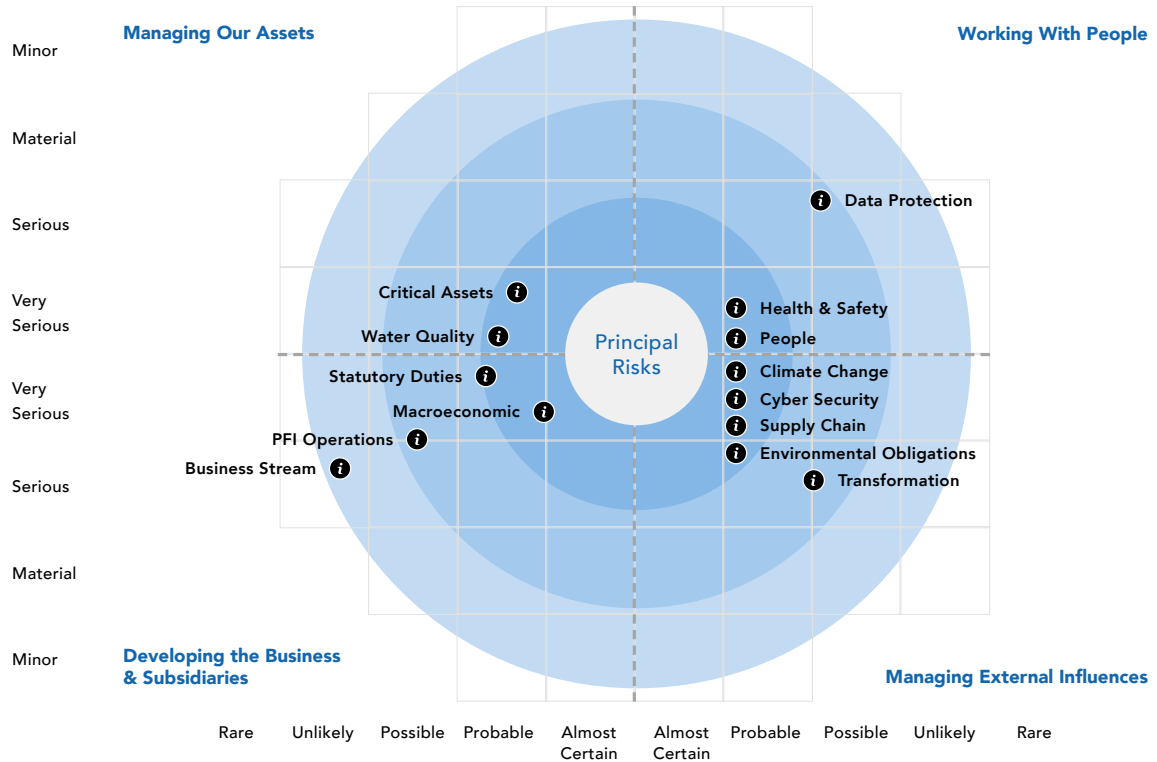 Managing Our Assets
Working With People
Minor
Material
Serious
Very
Serious
Very
Serious
Serious
Material
Minor
Data Protection
Critical Assets
Health & Safety
Water Quality
People
Principal
Risks
Statutory Duties
Climate Change
Macroeconomic
Cyber Security
Supply Chain
PFI Operations
Environmental Obligations
Business Stream
Transformation
Developing the Business
& Subsidiaries
Managing External Influences
Rare
Unlikely
Possible
Probable
Almost
Certain
Almost
Certain
Probable
Possible
Unlikely
Rare